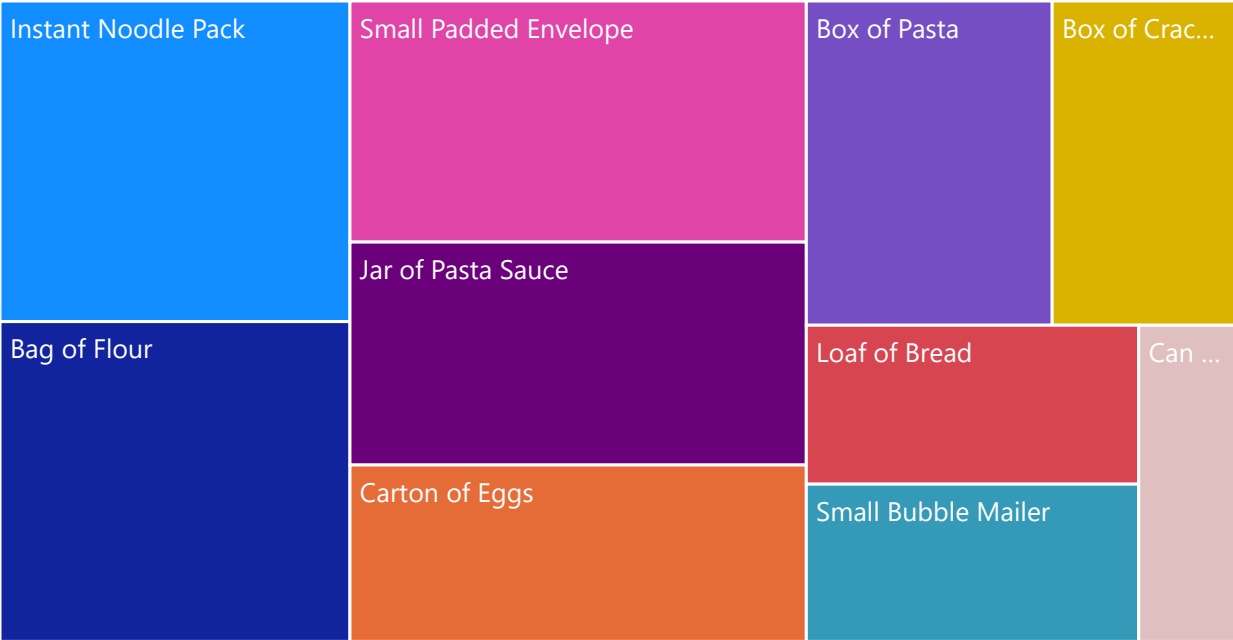 Instant Noodle Pack
Small Padded Envelope
Box of Pasta
Box of Crac...
Jar of Pasta Sauce
Bag of Flour
Loaf of Bread
Can ...
Carton of Eggs
Small Bubble Mailer